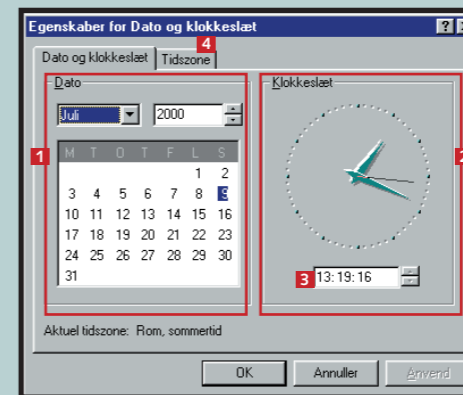 Egenskaber for Dato og klokkeslæt
4
Dato og klokkeslæt Tidszone
Dato
Klokkeslæt
Juli 2000
1
2
M T O T F L S
1 2
3 4 5 6 7 8 9
10 11 12 13 14 15 16
17 18 19 20 21 22 23
24 25 26 27 28 29 30
31
3 13:19:16
Aktuel tidszone: Rom, sommertid
OK Annuller Anvend